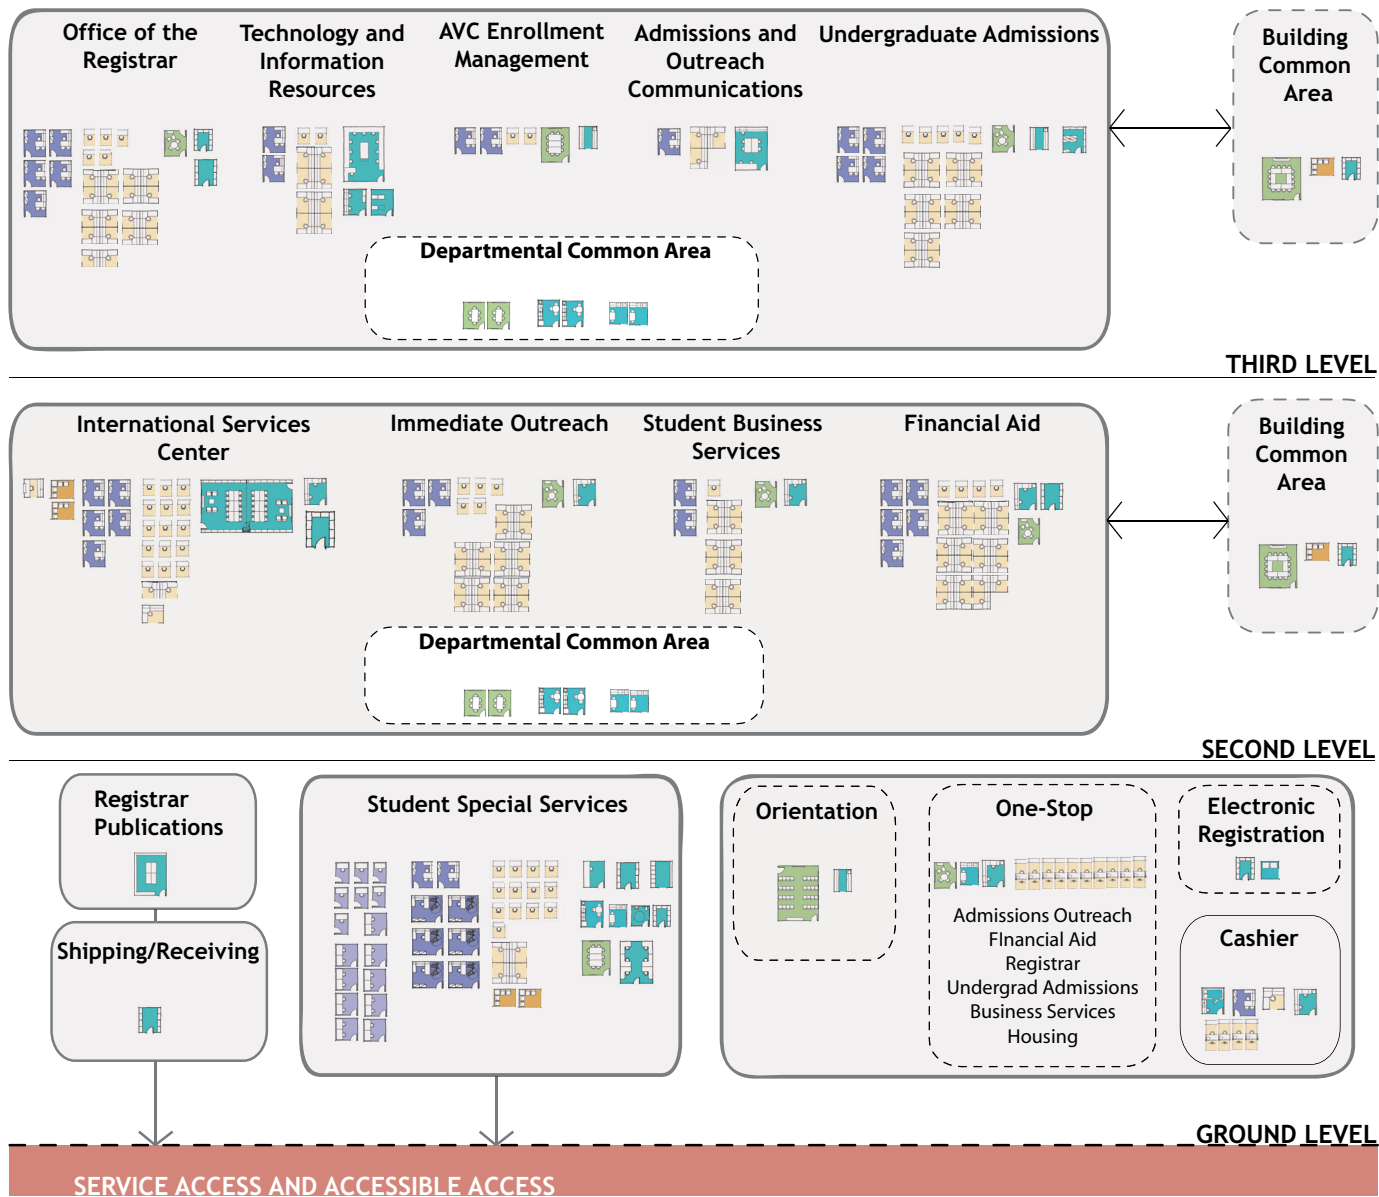 Office of the
Registrar
Technology and
Information
Resources
AVC Enrollment
Management
Admissions and
Outreach
Communications
Undergraduate Admissions
Building
Common
Area
Departmental Common Area
THIRD LEVEL
International Services
Center
Immediate Outreach
Student Business
Services
Financial Aid
Building
Common
Area
Departmental Common Area
SECOND LEVEL
Registrar
Publications
Shipping/Receiving
Student Special Services
Orientation
One-Stop
Admissions Outreach
FInancial Aid
Registrar
Undergrad Admissions
Business Services
Housing
Electronic
Registration
Cashier
GROUND LEVEL
SERVICE ACCESS AND ACCESSIBLE ACCESS